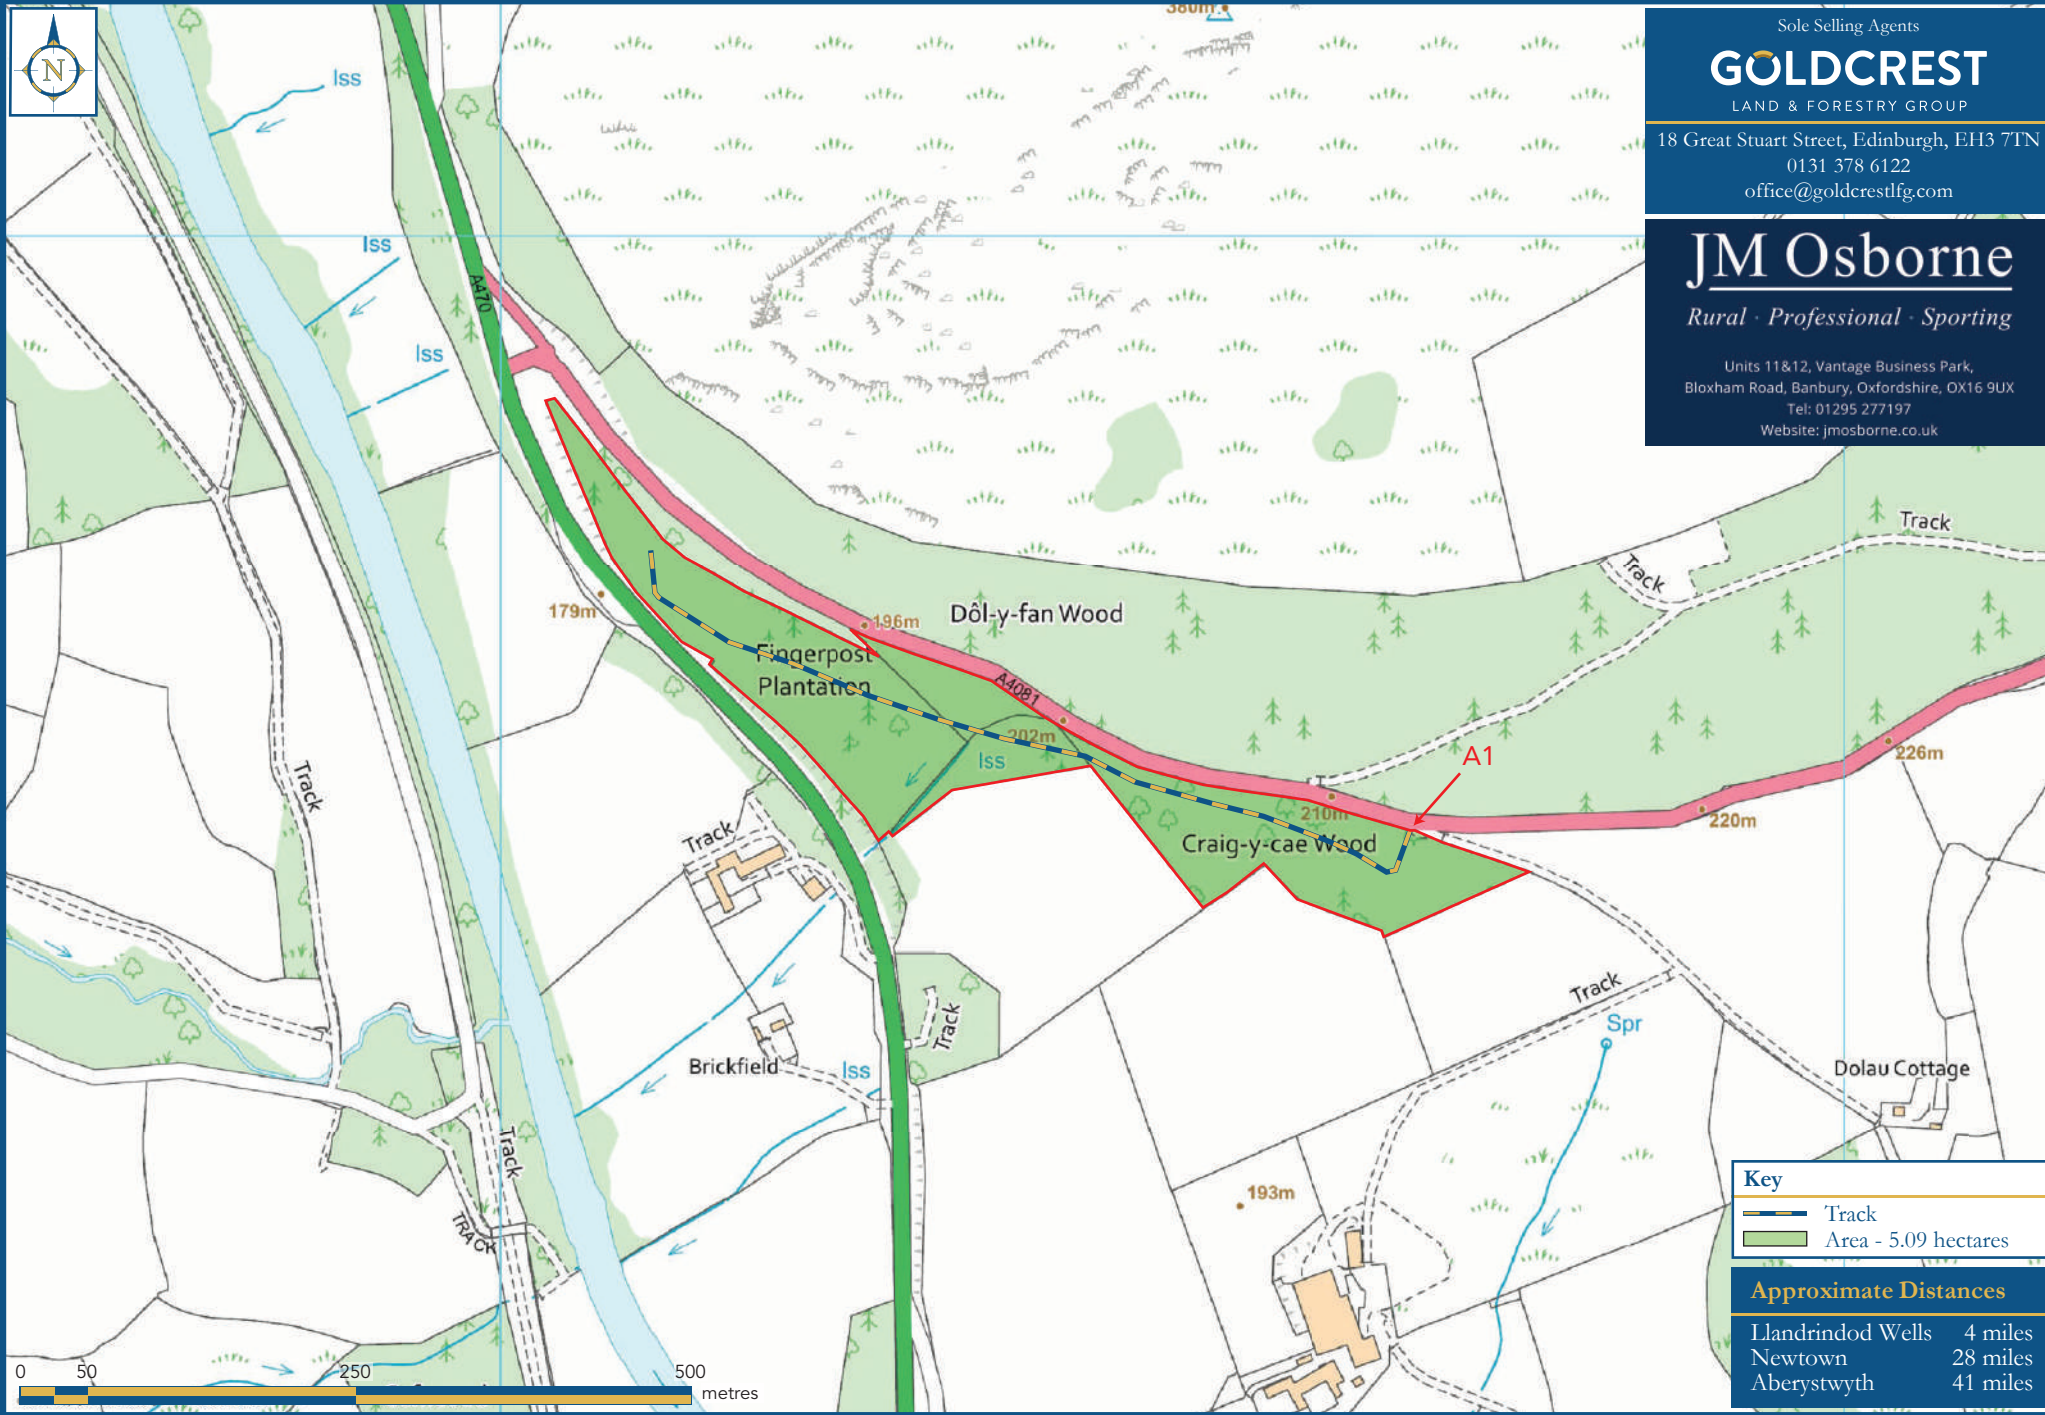 N
380m
Iss
Iss
Iss
A470
179m
196m
Dôl-y-fan Wood
Fingerpost
Plantation
A4081
202m
Iss
A1
210m
Craig-y-cae Wood
220m
226m
Track
Track
Track
Track
Track
Brickfield
Iss
Track
Spr
Dolau Cottage
Track
TRACK
193m
Sole Selling Agents
GOLDCREST
LAND & FORESTRY GROUP
18 Great Stuart Street, Edinburgh, EH3 7TN
0131 378 6122
office@goldcrestlfg.com
JM Osborne
Rural · Professional · Sporting
Units 11&12, Vantage Business Park,
Bloxham Road, Banbury, Oxfordshire, OX16 9UX
Tel: 01295 277197
Website: jmosborne.co.uk
Key
Track
Area - 5.09 hectares
Approximate Distances
Llandrindod Wells 4 miles
Newtown 28 miles
Aberystwyth 41 miles
0 50 250 500
metres